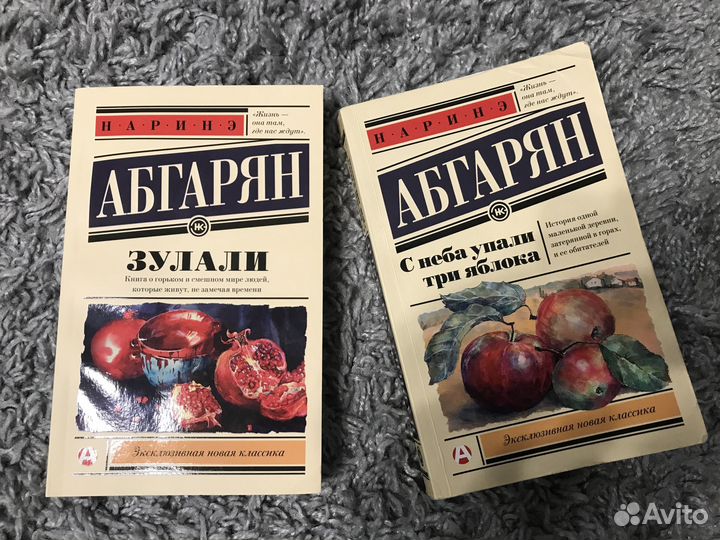 Н·А·Р·И·Н·Э
«Жизнь —
она там,
где нас ждут».
АБГАРЯН
НК
ЗУЛАЛИ
Книга о горьком и смешном мире людей,
которые живут, не замечая времени
А
Эксклюзивная новая классика
Н·А·Р·И·Н·Э
«Жизнь —
она там,
где нас ждут».
АБГАРЯН
НК
С неба упали
три яблока
История одной
маленькой деревни,
затерянной в горах,
и ее обитателей
А
Эксклюзивная новая классика
Avito